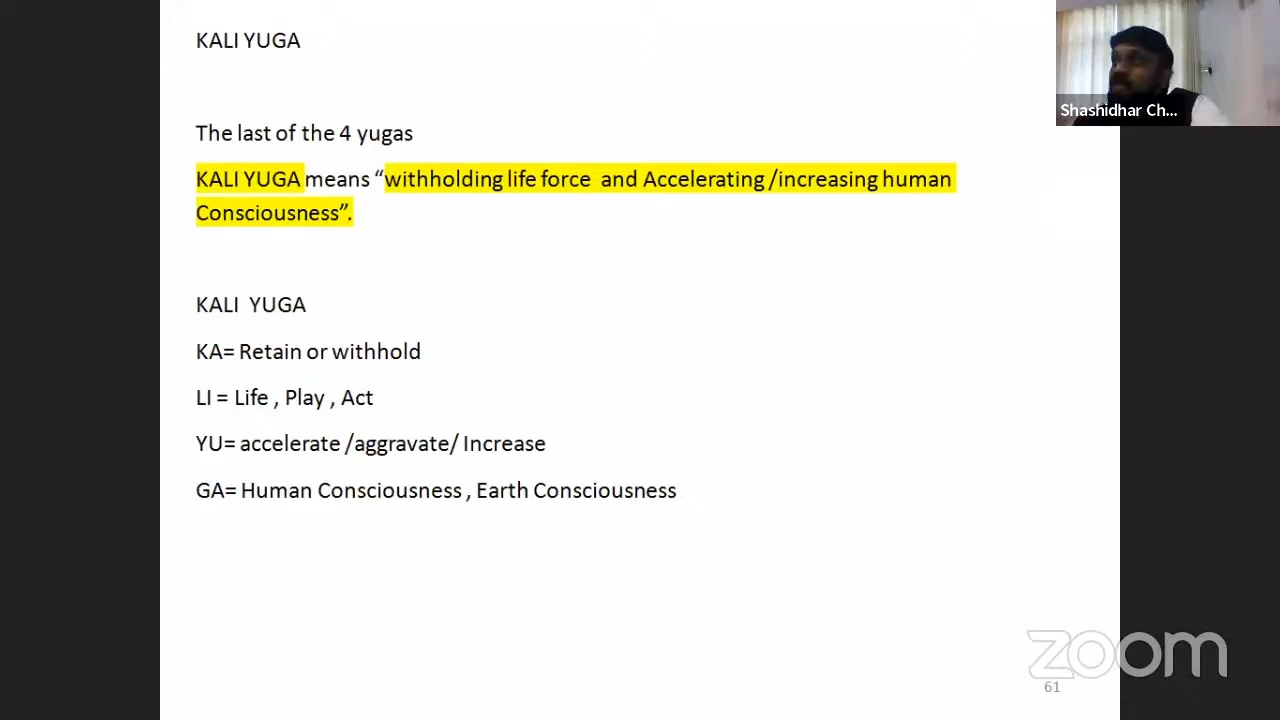 KALI YUGA
Shashidhar Ch...
The last of the 4 yugas
KALI YUGA means “withholding life force and Accelerating /increasing human
Consciousness”.
KALI YUGA
KA= Retain or withhold
LI = Life , Play , Act
YU= accelerate /aggravate/ Increase
GA= Human Consciousness , Earth Consciousness
zoom
61